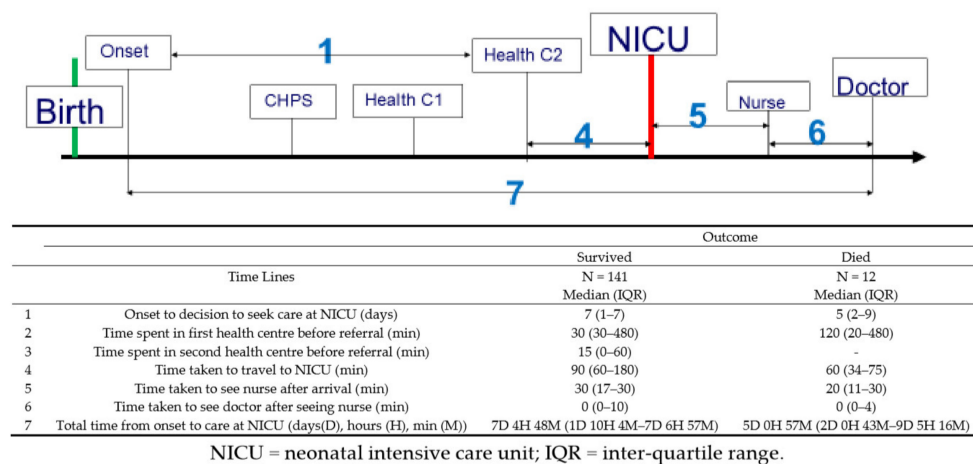 Onset
1
Health C2
NICU
Birth
CHPS
Health C1
4
5
Nurse
6
Doctor
7
Outcome
Survived Died
Time Lines N = 141 N = 12
Median (IQR) Median (IQR)
1 Onset to decision to seek care at NICU (days) 7 (1–7) 5 (2–9)
2 Time spent in first health centre before referral (min) 30 (30–480) 120 (20–480)
3 Time spent in second health centre before referral (min) 15 (0–60) -
4 Time taken to travel to NICU (min) 90 (60–180) 60 (34–75)
5 Time taken to see nurse after arrival (min) 30 (17–30) 20 (11–30)
6 Time taken to see doctor after seeing nurse (min) 0 (0–10) 0 (0–4)
7 Total time from onset to care at NICU (days(D), hours (H), min (M)) 7D 4H 48M (1D 10H 4M–7D 6H 57M) 5D 0H 57M (2D 0H 43M–9D 5H 16M)
NICU = neonatal intensive care unit; IQR = inter-quartile range.